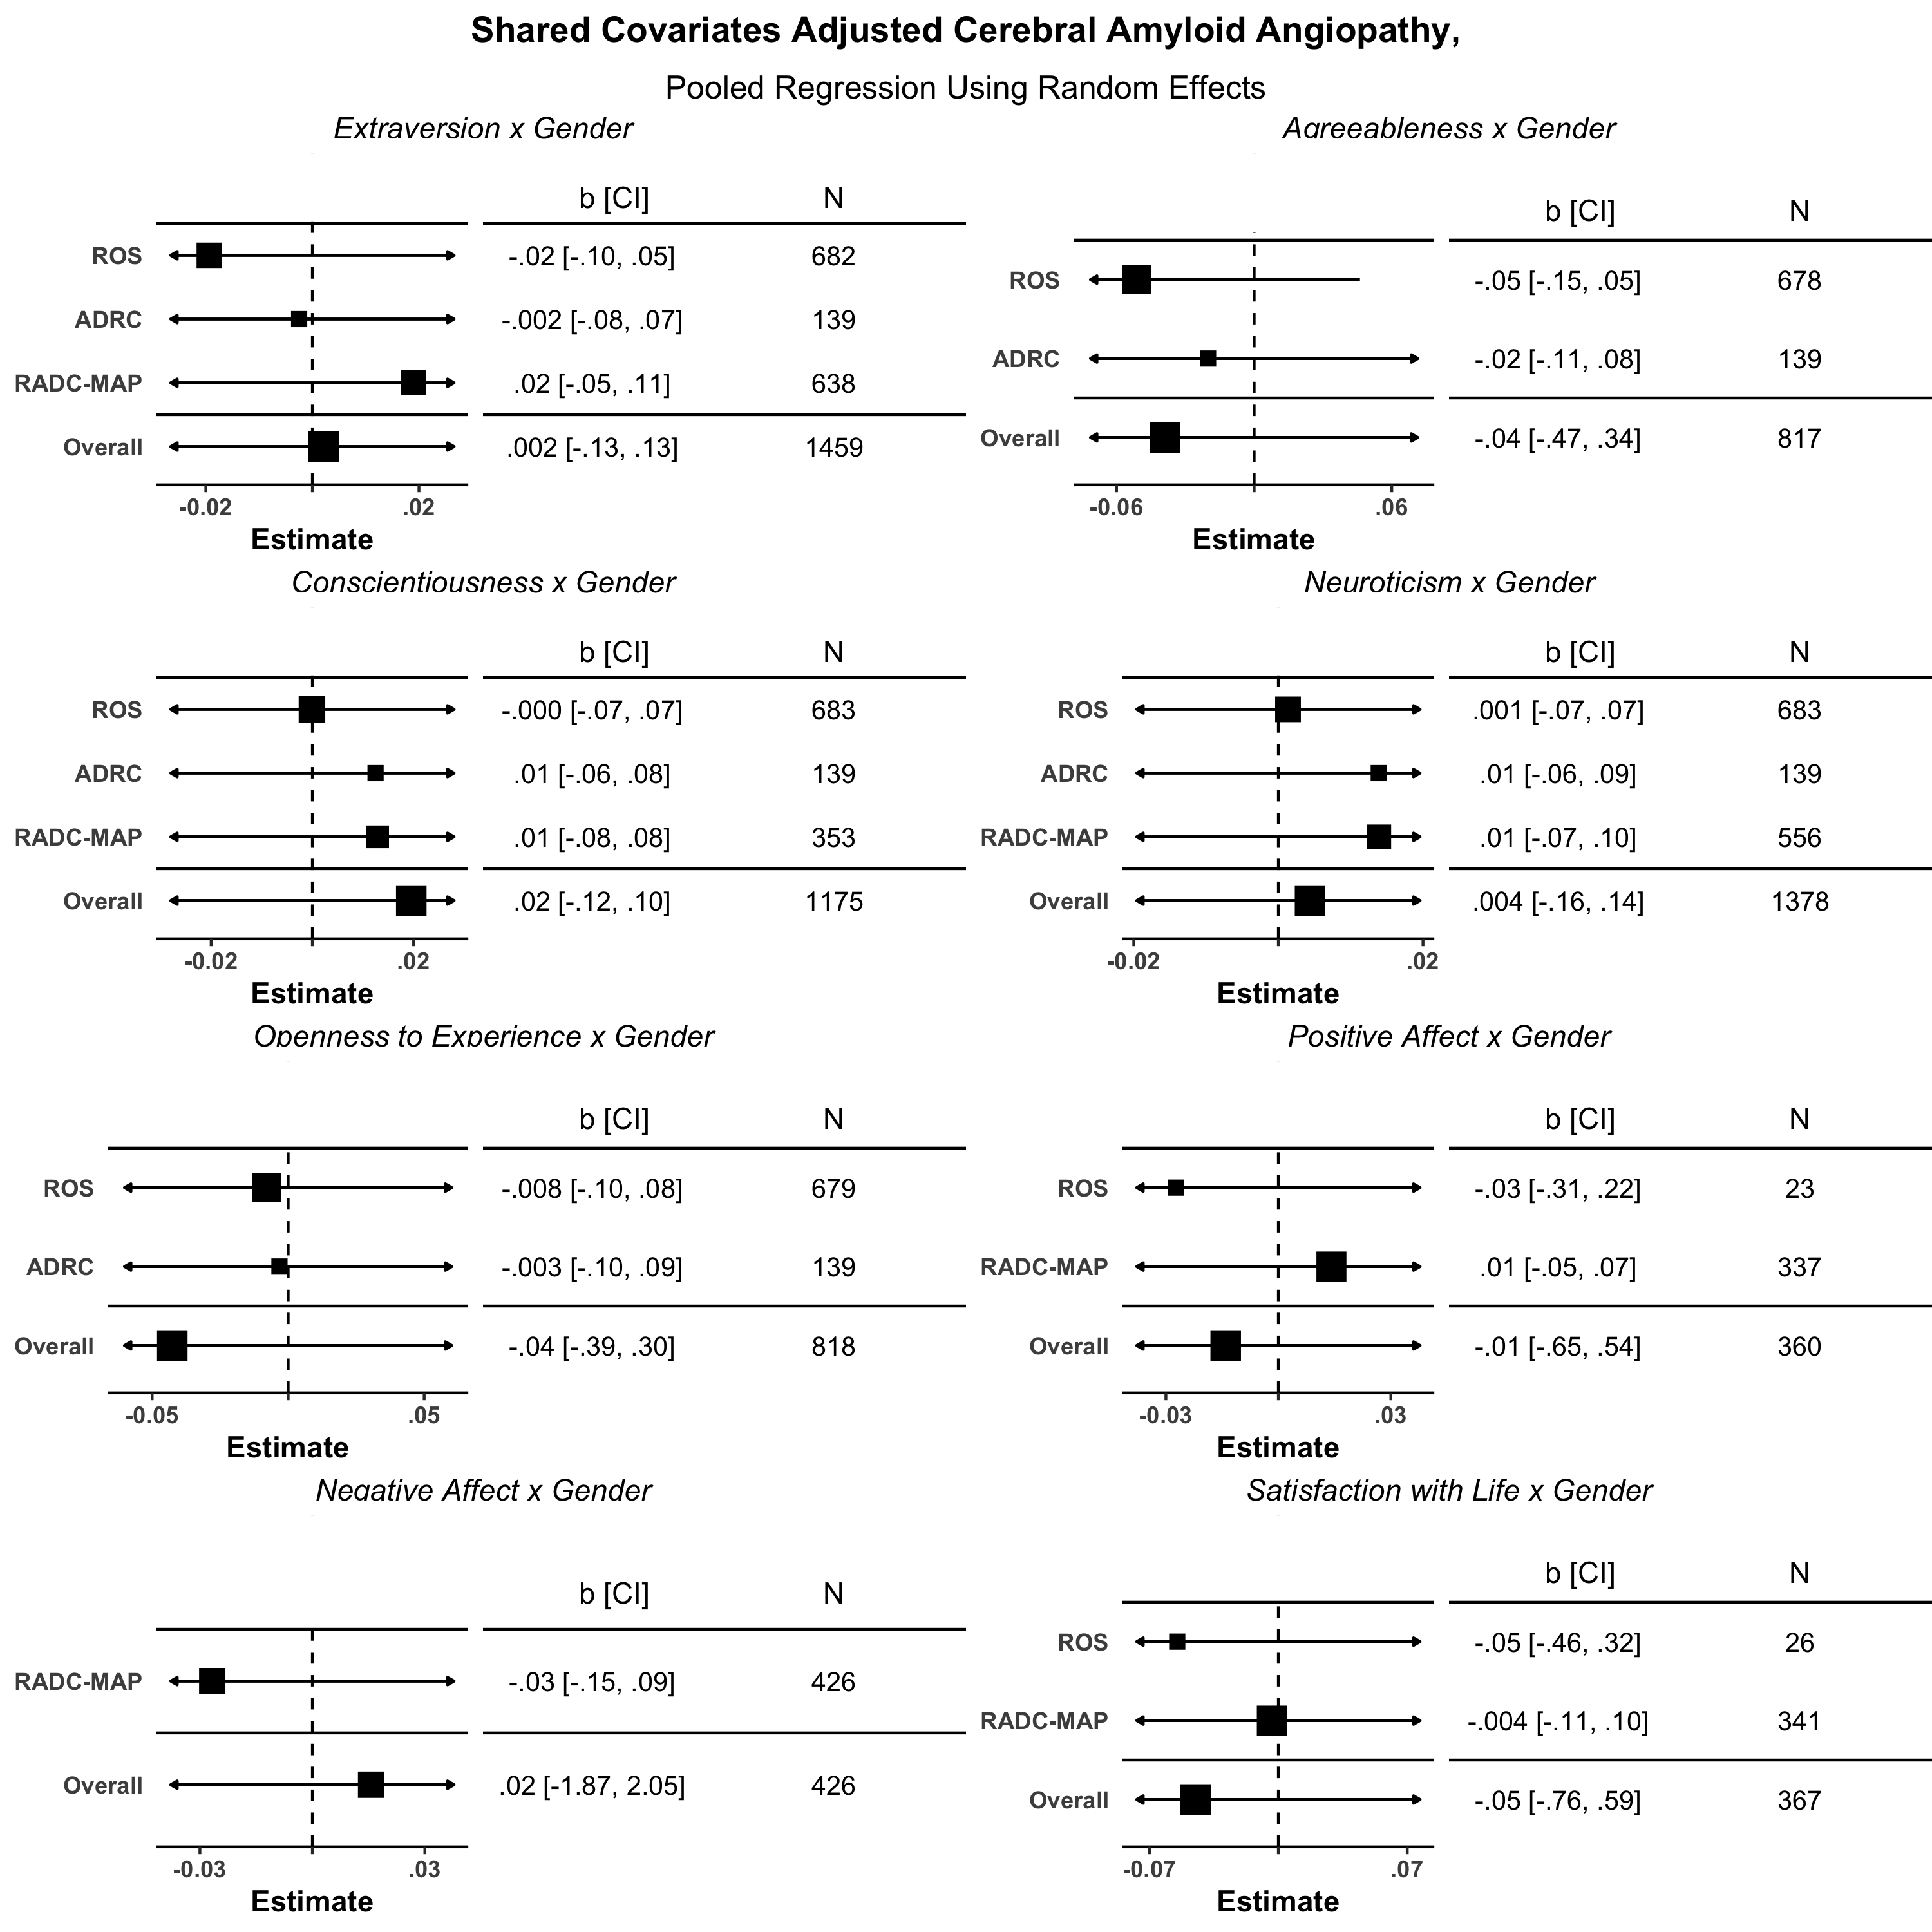 Shared Covariates Adjusted Cerebral Amyloid Angiopathy,
Pooled Regression Using Random Effects
Extraversion x Gender
b [CI] N
ROS -.02 [-.10, .05] 682
ADRC -.002 [-.08, .07] 139
RADC-MAP .02 [-.05, .11] 638
Overall .002 [-.13, .13] 1459
-0.02 .02
Estimate
Agreeableness x Gender
b [CI] N
ROS -.05 [-.15, .05] 678
ADRC -.02 [-.11, .08] 139
Overall -.04 [-.47, .34] 817
-0.06 .06
Estimate
Conscientiousness x Gender
b [CI] N
ROS -.000 [-.07, .07] 683
ADRC .01 [-.06, .08] 139
RADC-MAP .01 [-.08, .08] 353
Overall .02 [-.12, .10] 1175
-0.02 .02
Estimate
Neuroticism x Gender
b [CI] N
ROS .001 [-.07, .07] 683
ADRC .01 [-.06, .09] 139
RADC-MAP .01 [-.07, .10] 556
Overall .004 [-.16, .14] 1378
-0.02 .02
Estimate
Openness to Experience x Gender
b [CI] N
ROS -.008 [-.10, .08] 679
ADRC -.003 [-.10, .09] 139
Overall -.04 [-.39, .30] 818
-0.05 .05
Estimate
Positive Affect x Gender
b [CI] N
ROS -.03 [-.31, .22] 23
RADC-MAP .01 [-.05, .07] 337
Overall -.01 [-.65, .54] 360
-0.03 .03
Estimate
Negative Affect x Gender
b [CI] N
RADC-MAP -.03 [-.15, .09] 426
Overall .02 [-1.87, 2.05] 426
-0.03 .03
Estimate
Satisfaction with Life x Gender
b [CI] N
ROS -.05 [-.46, .32] 26
RADC-MAP -.004 [-.11, .10] 341
Overall -.05 [-.76, .59] 367
-0.07 .07
Estimate